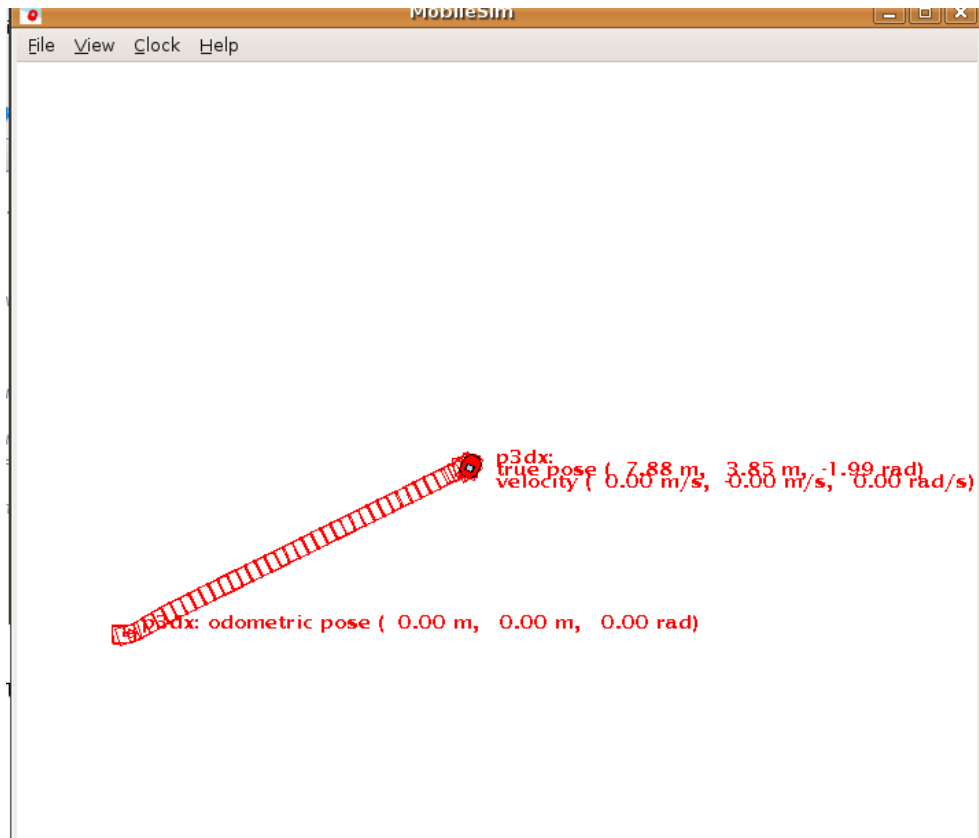 MobileSim
File View Clock Help
p3dx:
true pose ( 7.88 m, 3.85 m, -1.99 rad)
velocity ( 0.00 m/s, -0.00 m/s, 0.00 rad/s)
p3dx: odometric pose ( 0.00 m, 0.00 m, 0.00 rad)